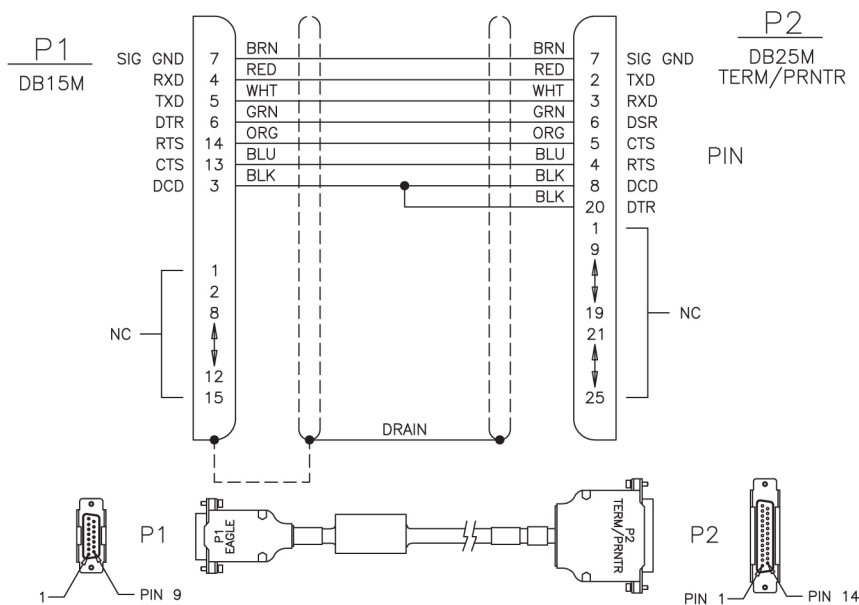 P1
DB15M
P2
DB25M
TERM/PRNTR
PIN
SIG GND 7 BRN BRN 7 SIG GND
RXD 4 RED RED 2 TXD
TXD 5 WHT WHT 3 RXD
DTR 6 GRN GRN 6 DSR
RTS 14 ORG ORG 5 CTS
CTS 13 BLU BLU 4 RTS
DCD 3 BLK BLK 8 DCD
BLK 20 DTR
1
9
19
21
25
NC
1
2
8
12
15
NC
DRAIN
P1
1
PIN 9
P1
EAGLE
P2
TERM/PRNTR
P2
PIN 1
PIN 14